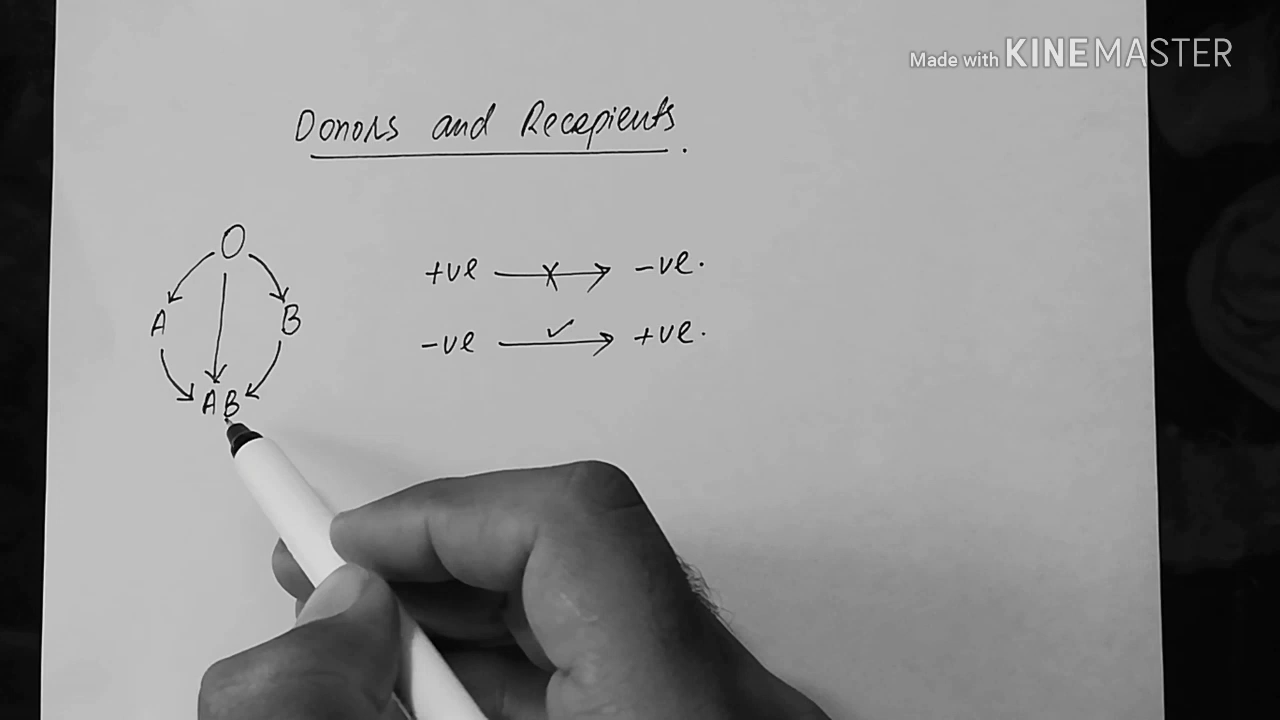 Made with KINEMASTER
Donors and Recepients.
O
+ve ⟶ x -ve.
A B
-ve ⟶ ✓ +ve.
AB